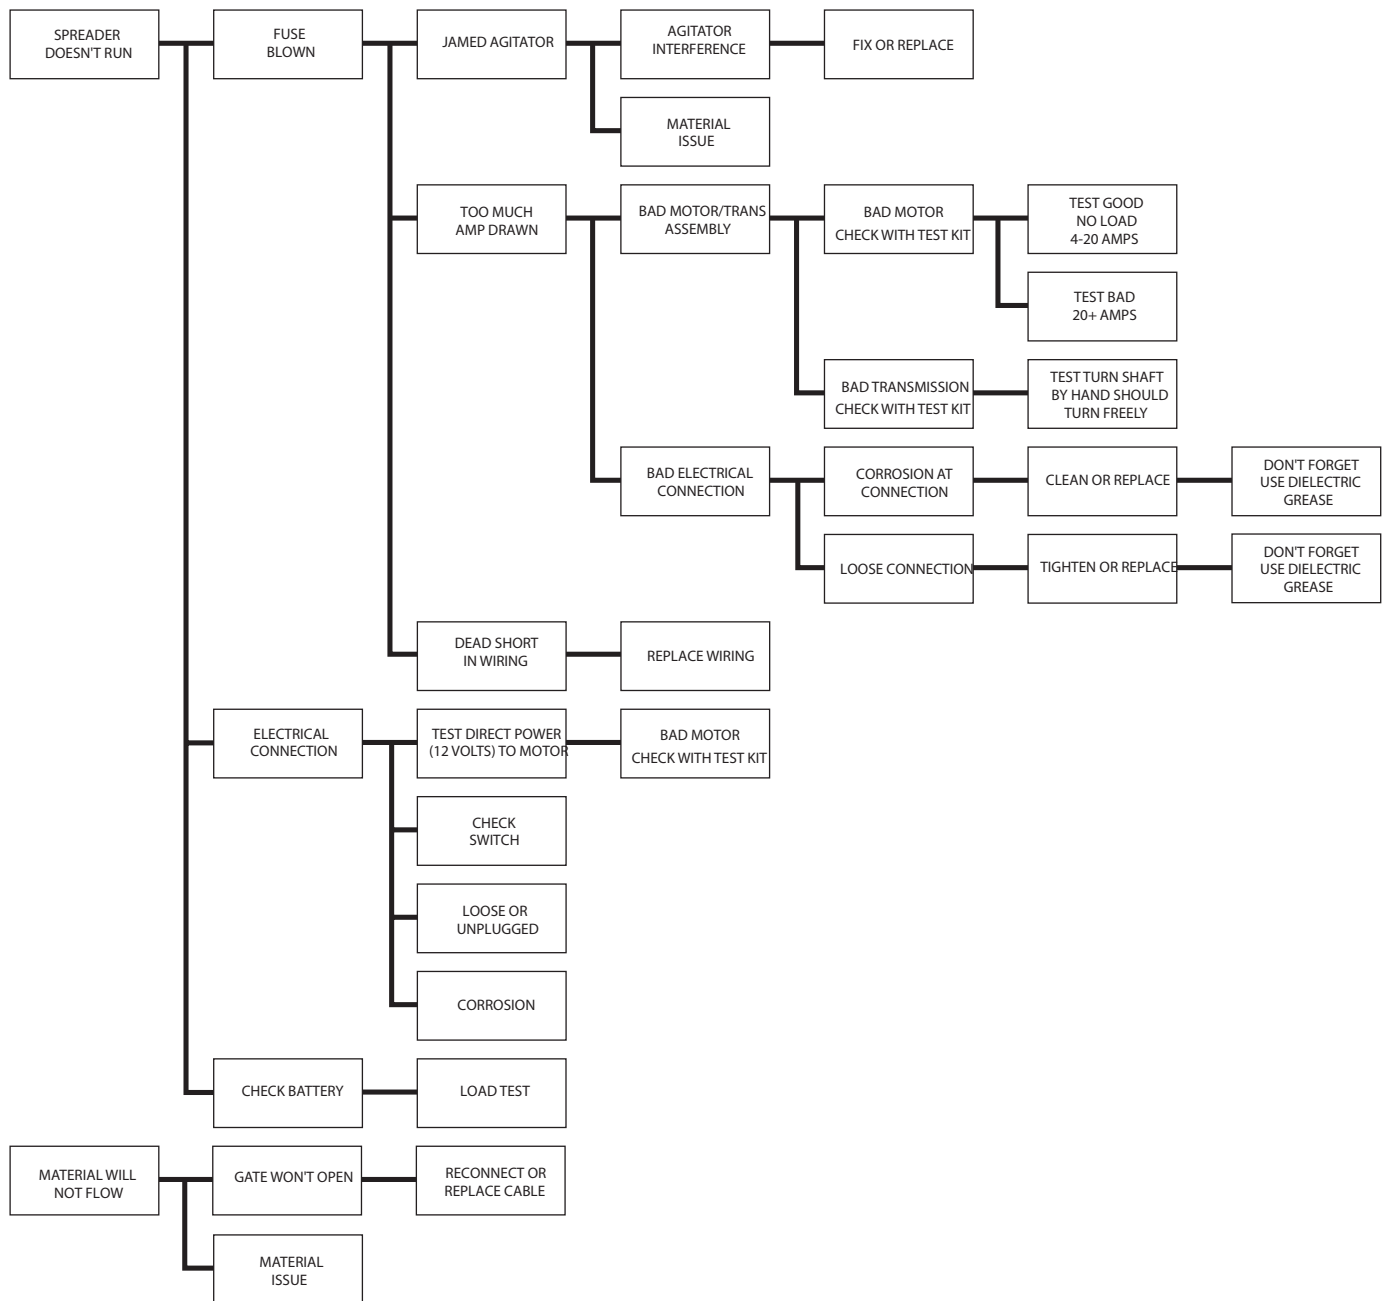 SPREADER
DOESN'T RUN
FUSE
BLOWN
JAMED AGITATOR
AGITATOR
INTERFERENCE
FIX OR REPLACE
MATERIAL
ISSUE
TOO MUCH
AMP DRAWN
BAD MOTOR/TRANS
ASSEMBLY
BAD MOTOR
CHECK WITH TEST KIT
TEST GOOD
NO LOAD
4-20 AMPS
TEST BAD
20+ AMPS
BAD TRANSMISSION
CHECK WITH TEST KIT
TEST TURN SHAFT
BY HAND SHOULD
TURN FREELY
BAD ELECTRICAL
CONNECTION
CORROSION AT
CONNECTION
CLEAN OR REPLACE
DON'T FORGET
USE DIELECTRIC
GREASE
LOOSE CONNECTION
TIGHTEN OR REPLACE
DON'T FORGET
USE DIELECTRIC
GREASE
DEAD SHORT
IN WIRING
REPLACE WIRING
ELECTRICAL
CONNECTION
TEST DIRECT POWER
(12 VOLTS) TO MOTOR
BAD MOTOR
CHECK WITH TEST KIT
CHECK
SWITCH
LOOSE OR
UNPLUGGED
CORROSION
CHECK BATTERY
LOAD TEST
MATERIAL WILL
NOT FLOW
GATE WON'T OPEN
RECONNECT OR
REPLACE CABLE
MATERIAL
ISSUE